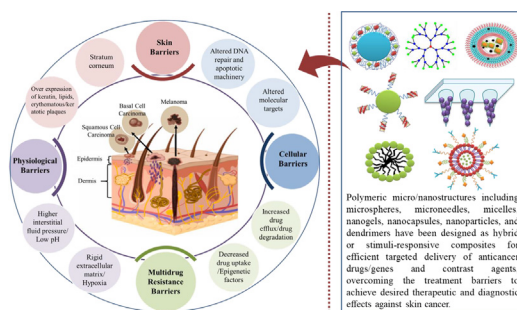 Skin
Barriers
Stratum
corneum
Altered DNA
repair and
apoptotic
machinery
Over expression
of keratin, lipids,
erythmatous/ker
atotic plaques
Altered
molecular
targets
Basal Cell
Carcinoma
Melanoma
Squamous Cell
Carcinoma
Epidermis
Dermis
Physiological
Barriers
Cellular
Barriers
Higher
interstitial
fluid pressure/
Low pH
Increased
drug
efflux/drug
degradation
Rigid
extracellular
matrix/
Hypoxia
Multidrug
Resistance
Barriers
Decreased
drug uptake
/Epigenetic
factors
Polymeric micro/nanostructures including
microspheres, microneedles, micelles,
nanogels, nanocapsules, nanoparticles, and
dendrimers have been designed as hybrid
or stimuli-responsive composites for
efficient targeted delivery of anticancer
drugs/genes and contrast agents,
overcoming the treatment barriers to
achieve desired therapeutic and diagnostic
effects against skin cancer.